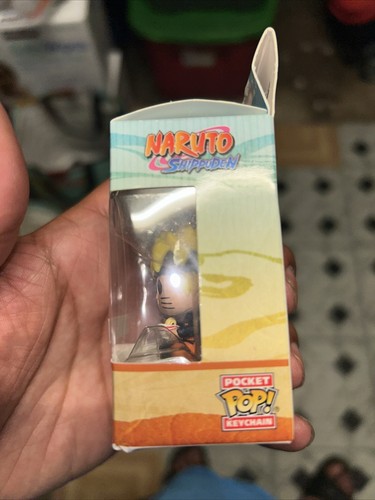 NARUTO
SHIPPUDEN
POCKET
POP!
KEYCHAIN